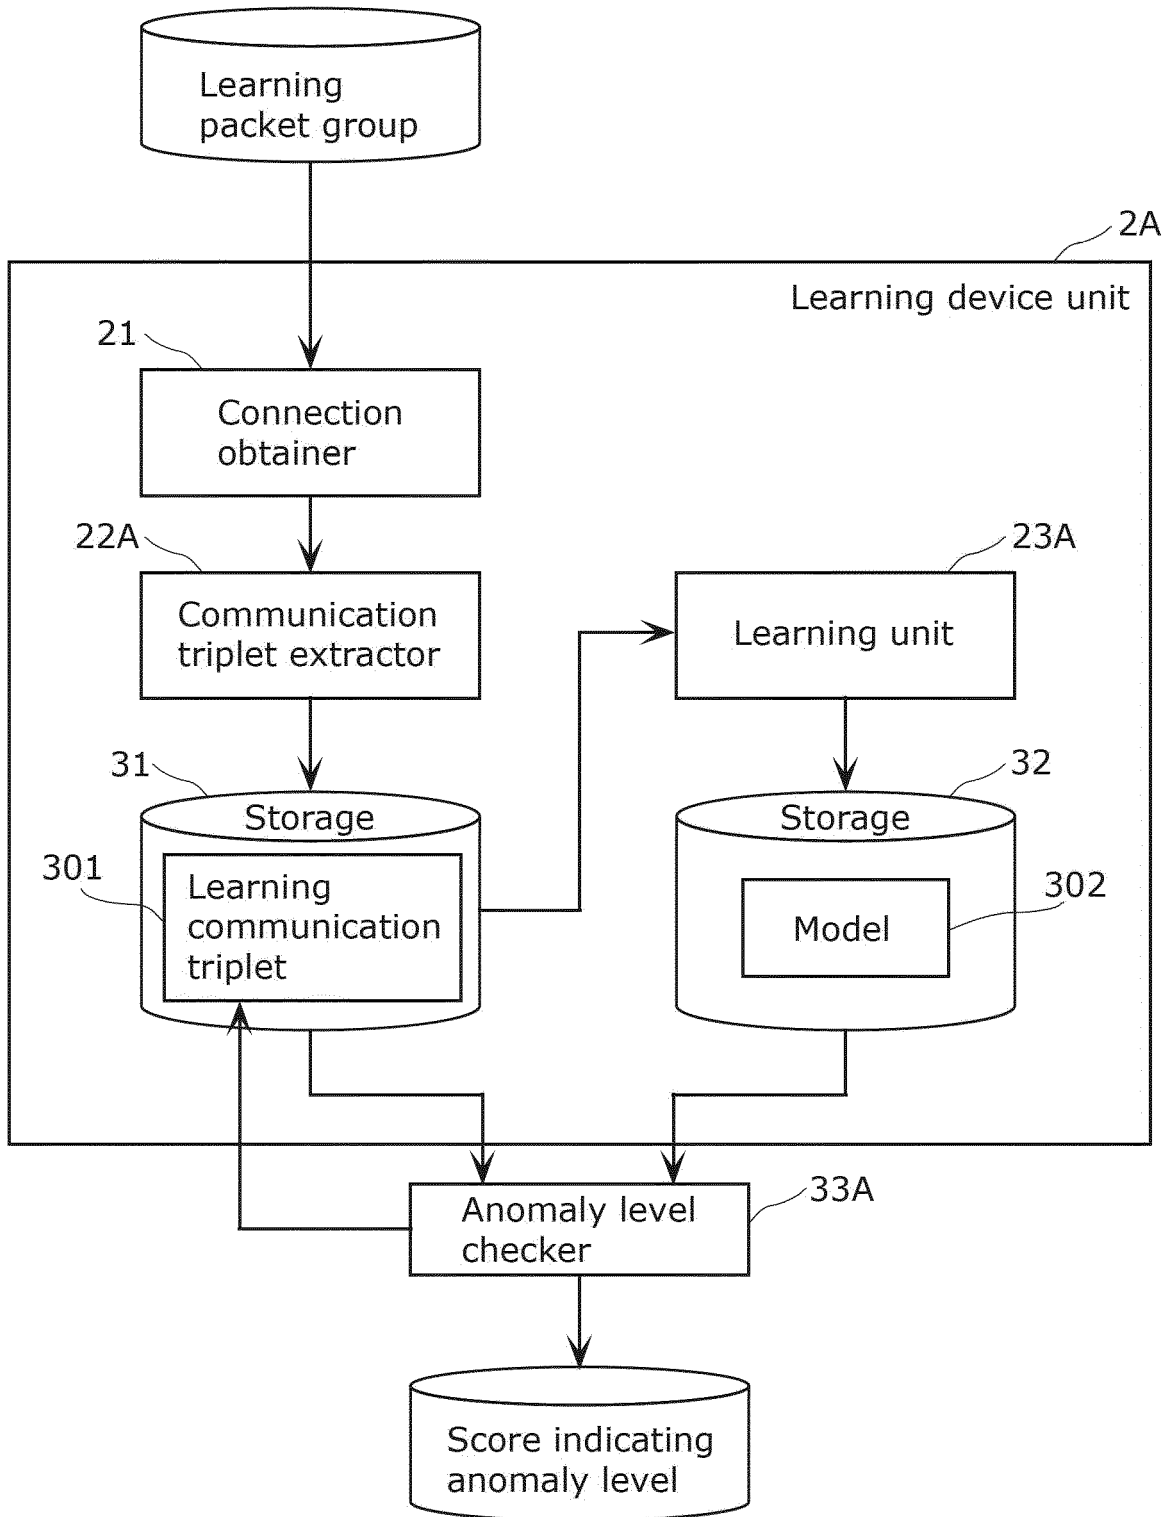 Learning
packet group
2A
Learning device unit
21
Connection
obtainer
22A
Communication
triplet extractor
23A
Learning unit
31
Storage
301
Learning
communication
triplet
32
Storage
302
Model
33A
Anomaly level
checker
Score indicating
anomaly level